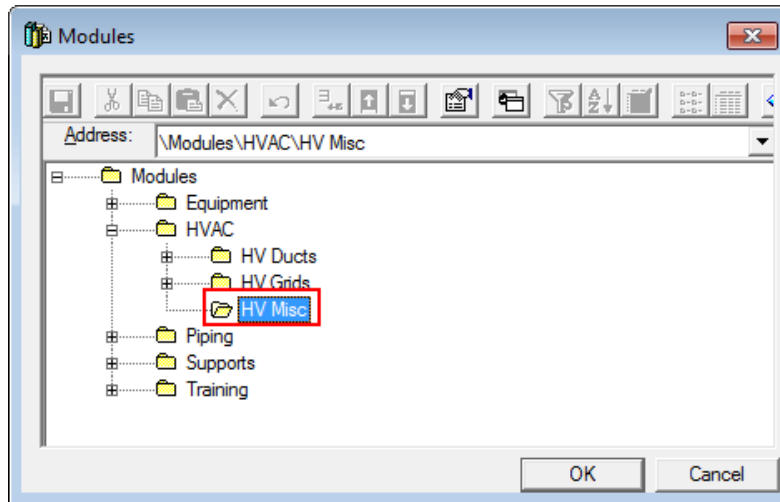 Modules
Address: \Modules\HVAC\HV Misc
Modules
Equipment
HVAC
HV Ducts
HV Grids
HV Misc
Piping
Supports
Training
OK Cancel